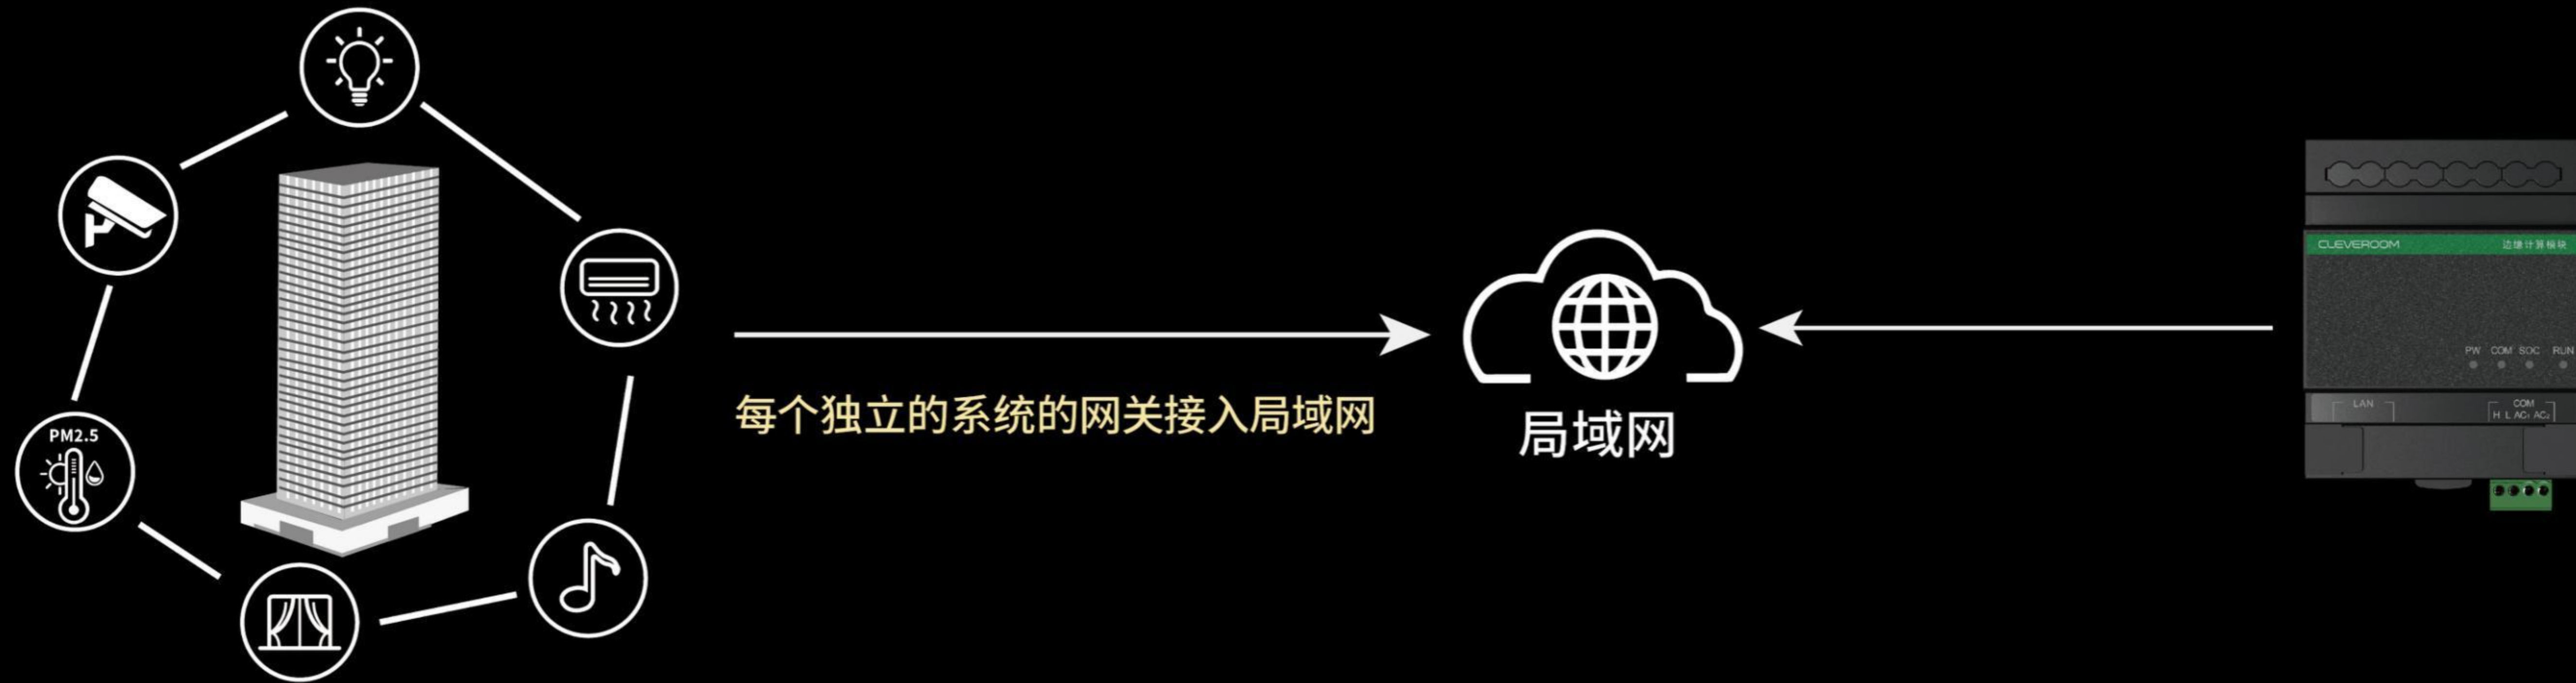 PM2.5
每个独立的系统的网关接入局域网
局域网
CLEVEROOM 边缘计算模块
PW COM SOC RUN
LAN
COM
H L AC₁ AC₂